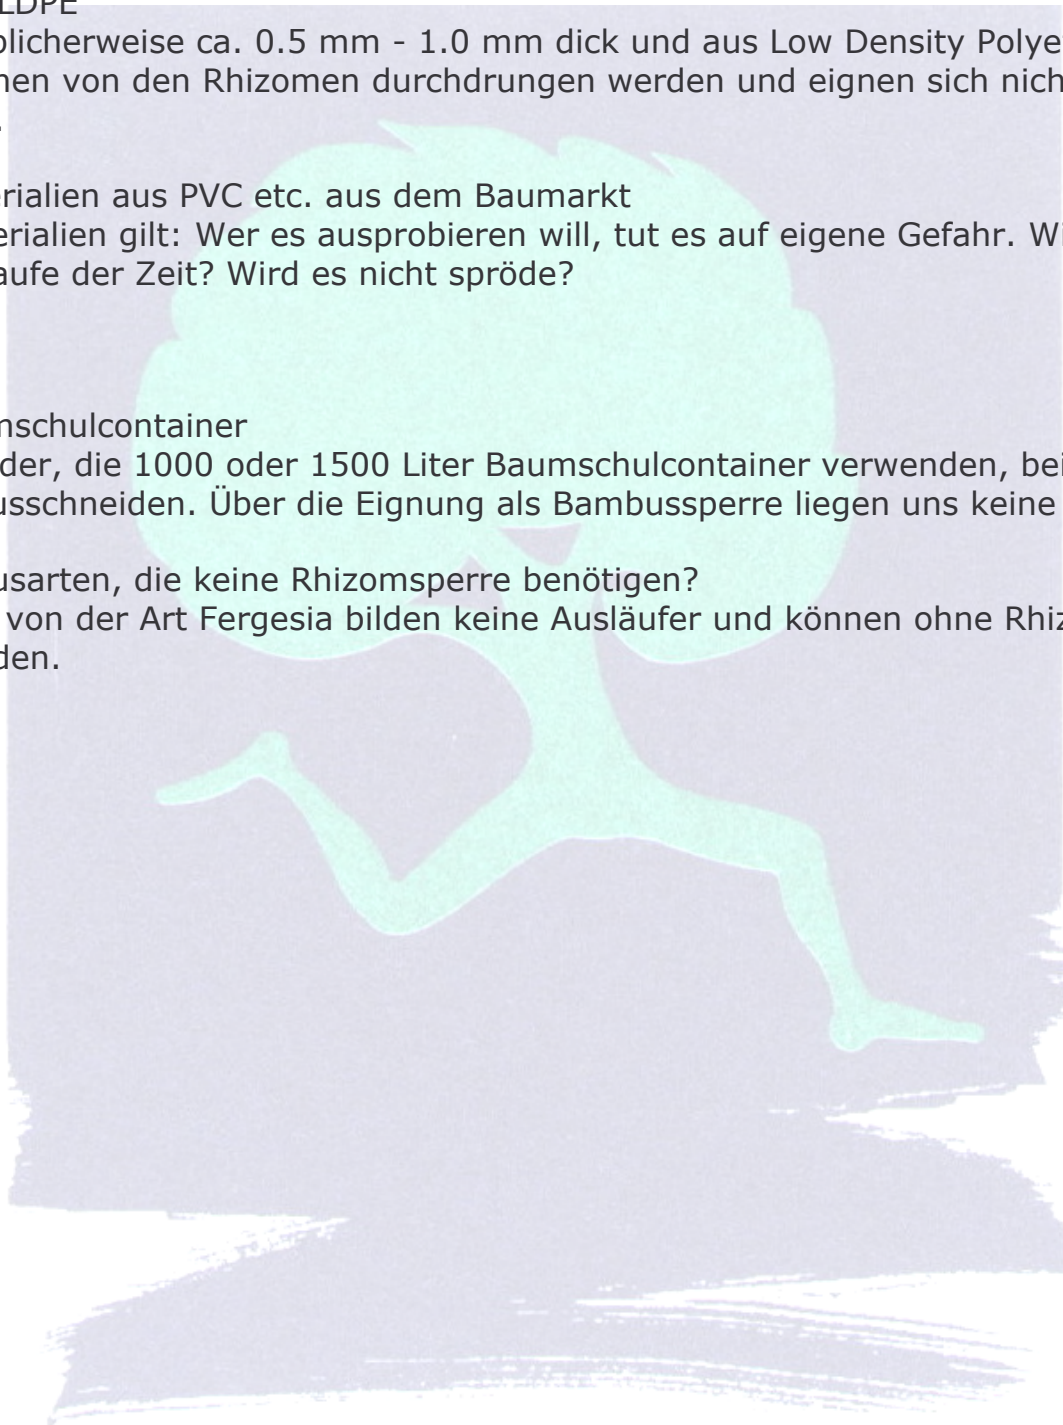 LDPE
blicherweise ca. 0.5 mm - 1.0 mm dick und aus Low Density Polye
nen von den Rhizomen durchdrungen werden und eignen sich nich
.
erialien aus PVC etc. aus dem Baumarkt
erialien gilt: Wer es ausprobieren will, tut es auf eigene Gefahr. Wi
aufe der Zeit? Wird es nicht spröde?
mschulcontainer
der, die 1000 oder 1500 Liter Baumschulcontainer verwenden, bei
usschneiden. Über die Eignung als Bambussperre liegen uns keine
usarten, die keine Rhizomsperre benötigen?
von der Art Fergesia bilden keine Ausläufer und können ohne Rhiz
den.